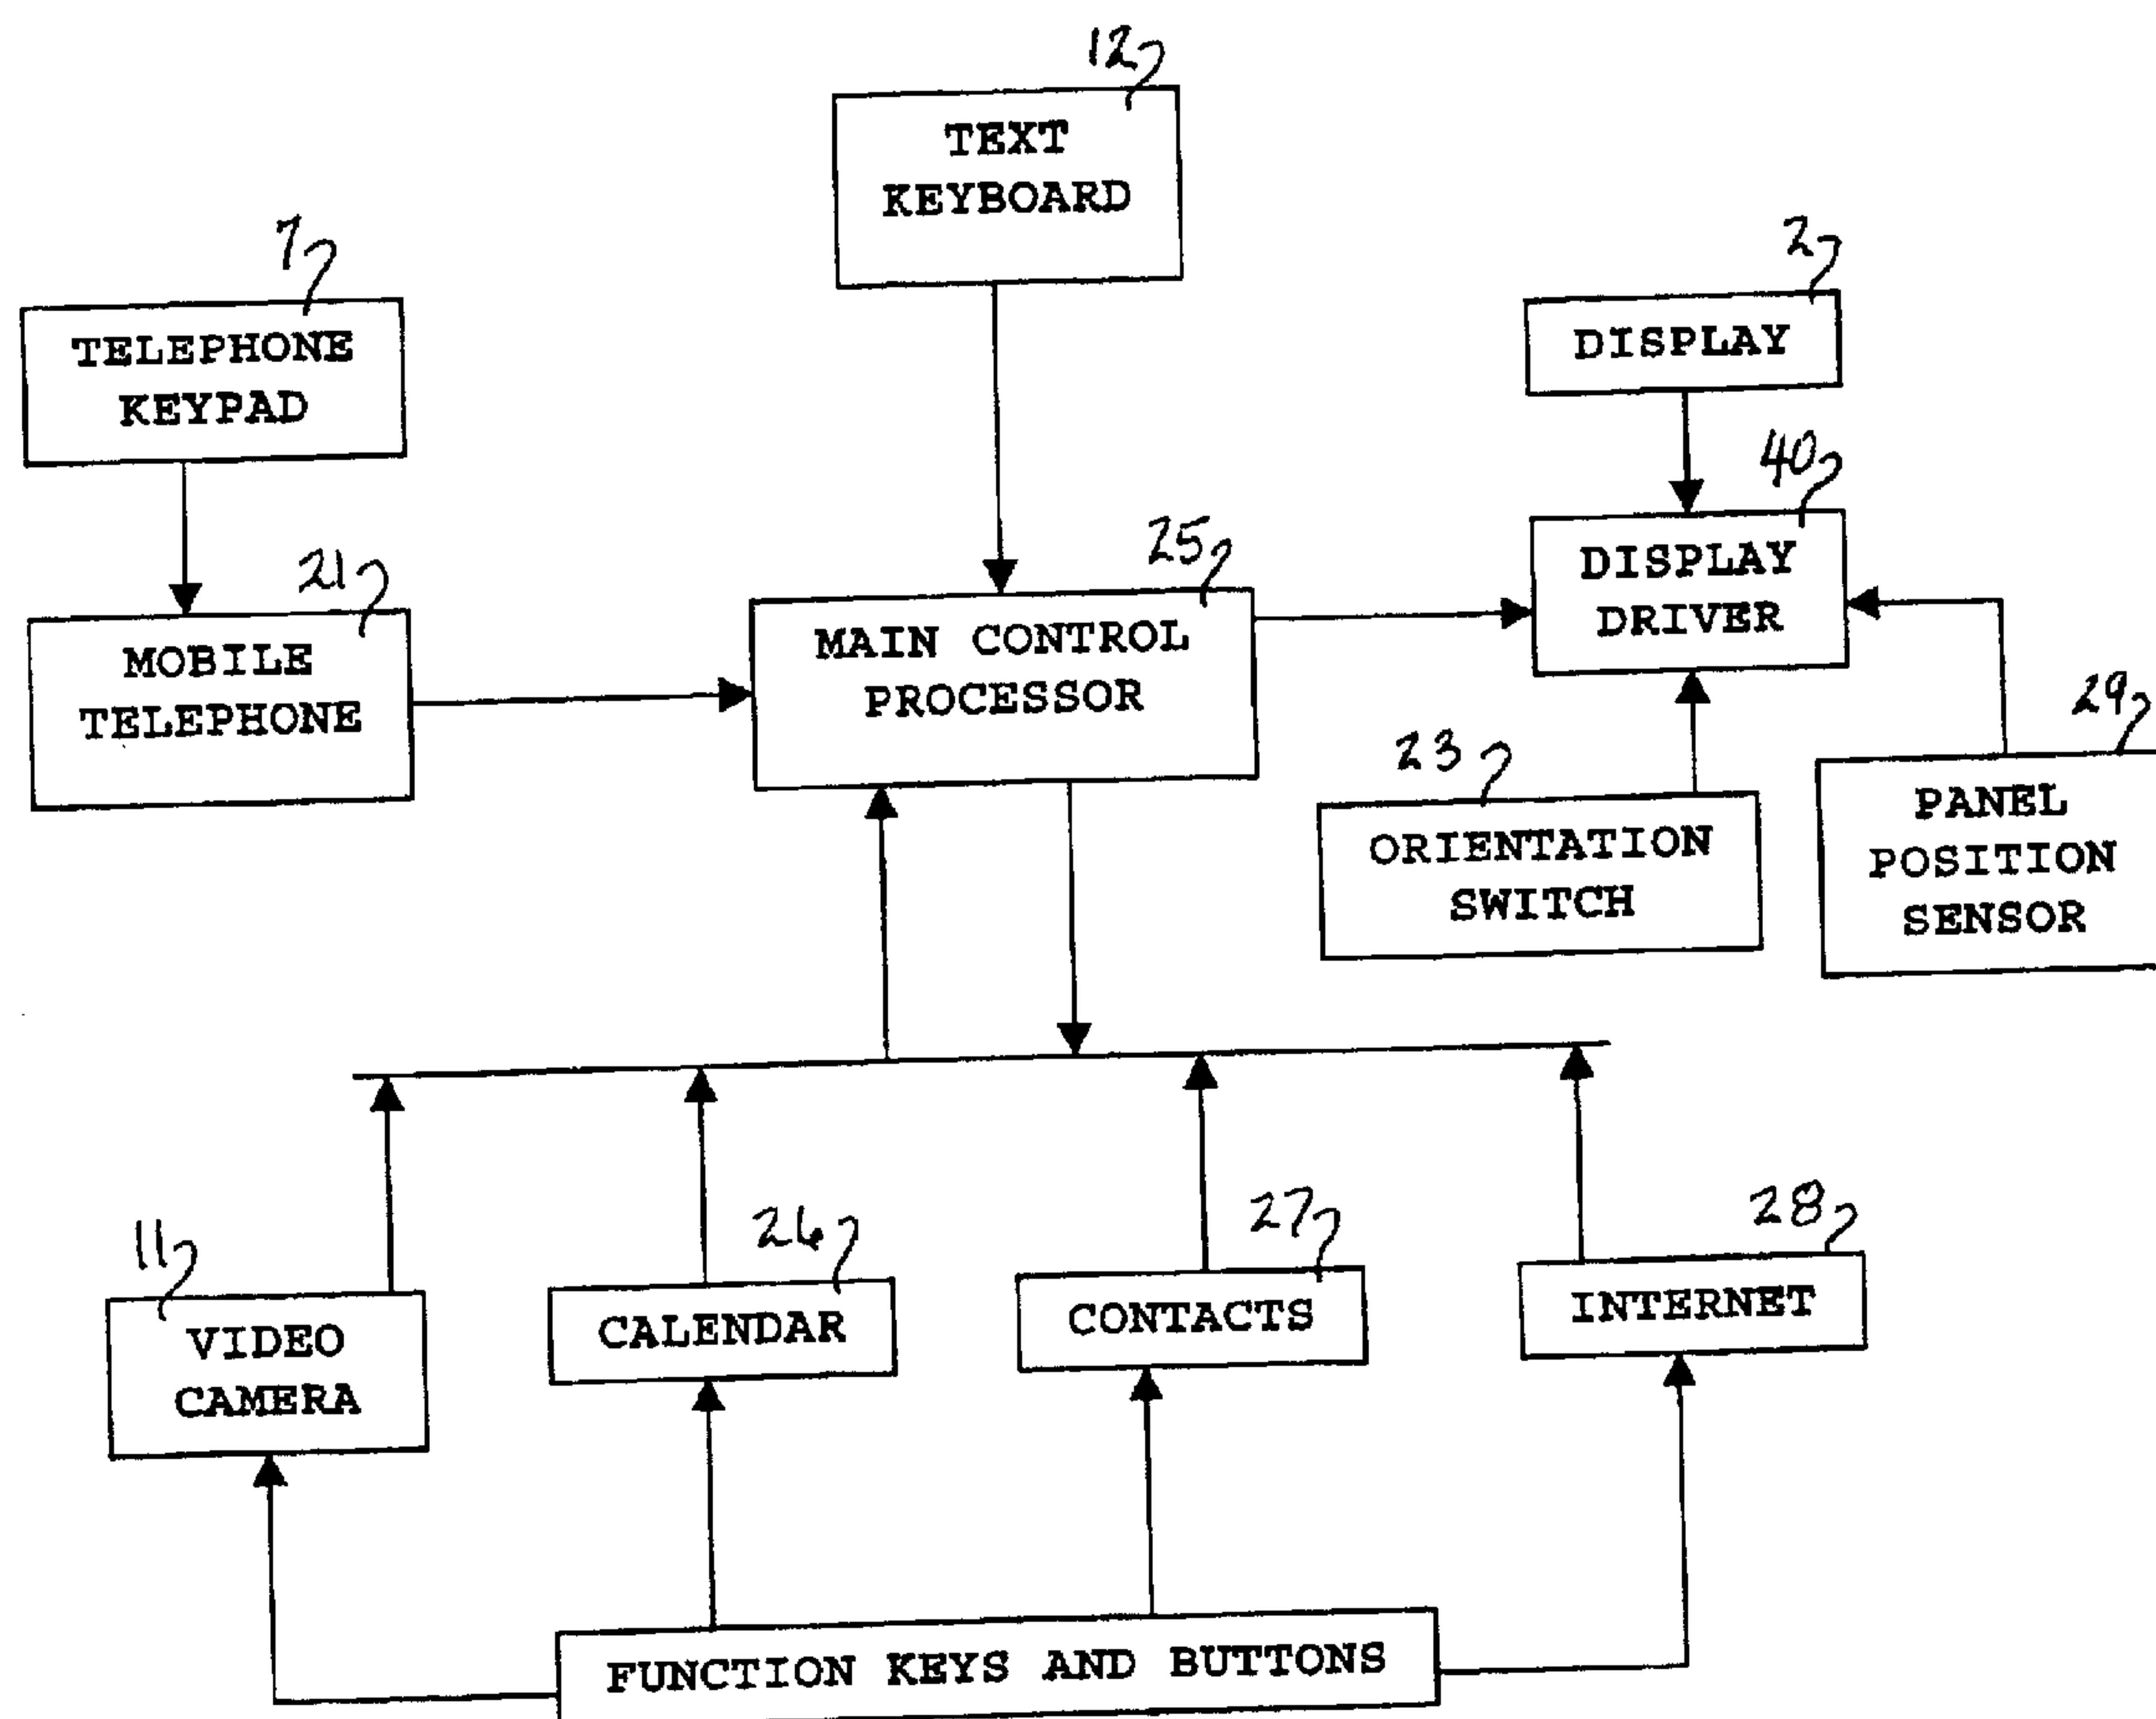 12
TEXT
KEYBOARD
7
TELEPHONE
KEYPAD
2
DISPLAY
40
DISPLAY
DRIVER
21
MOBILE
TELEPHONE
25
MAIN CONTROL
PROCESSOR
23
ORIENTATION
SWITCH
29
PANEL
POSITION
SENSOR
11
VIDEO
CAMERA
26
CALENDAR
27
CONTACTS
28
INTERNET
FUNCTION KEYS AND BUTTONS